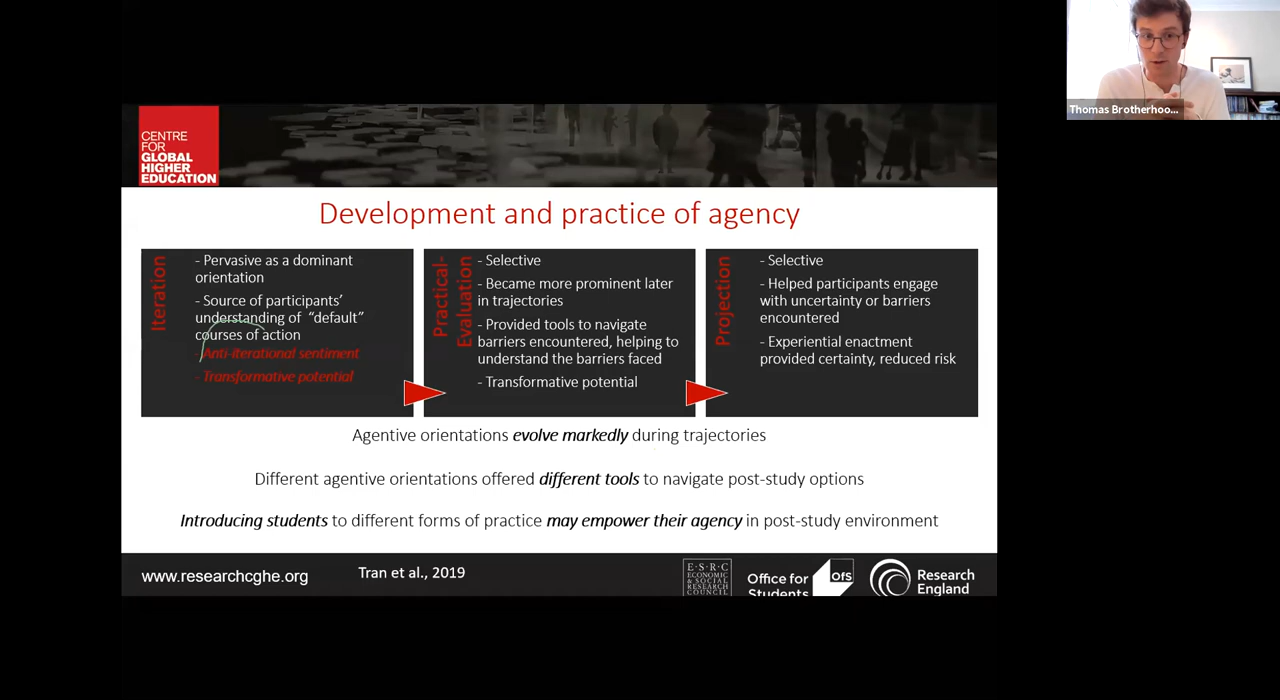 Thomas Brotherhoo...
CENTRE
FOR
GLOBAL
HIGHER
EDUCATION
Development and practice of agency
Iteration
- Pervasive as a dominant
orientation
- Source of participants’
understanding of “default”
courses of action
- Anti-iterational sentiment
- Transformative potential
Practical-
Evaluation
- Selective
- Became more prominent later
in trajectories
- Provided tools to navigate
barriers encountered, helping to
understand the barriers faced
- Transformative potential
Projection
- Selective
- Helped participants engage
with uncertainty or barriers
encountered
- Experiential enactment
provided certainty, reduced risk
Agentive orientations evolve markedly during trajectories
Different agentive orientations offered different tools to navigate post-study options
Introducing students to different forms of practice may empower their agency in post-study environment
www.researchcghe.org
Tran et al., 2019
E·S·R·C
ECONOMIC
& SOCIAL
RESEARCH
COUNCIL
Office for
Students
OfS
Research
England